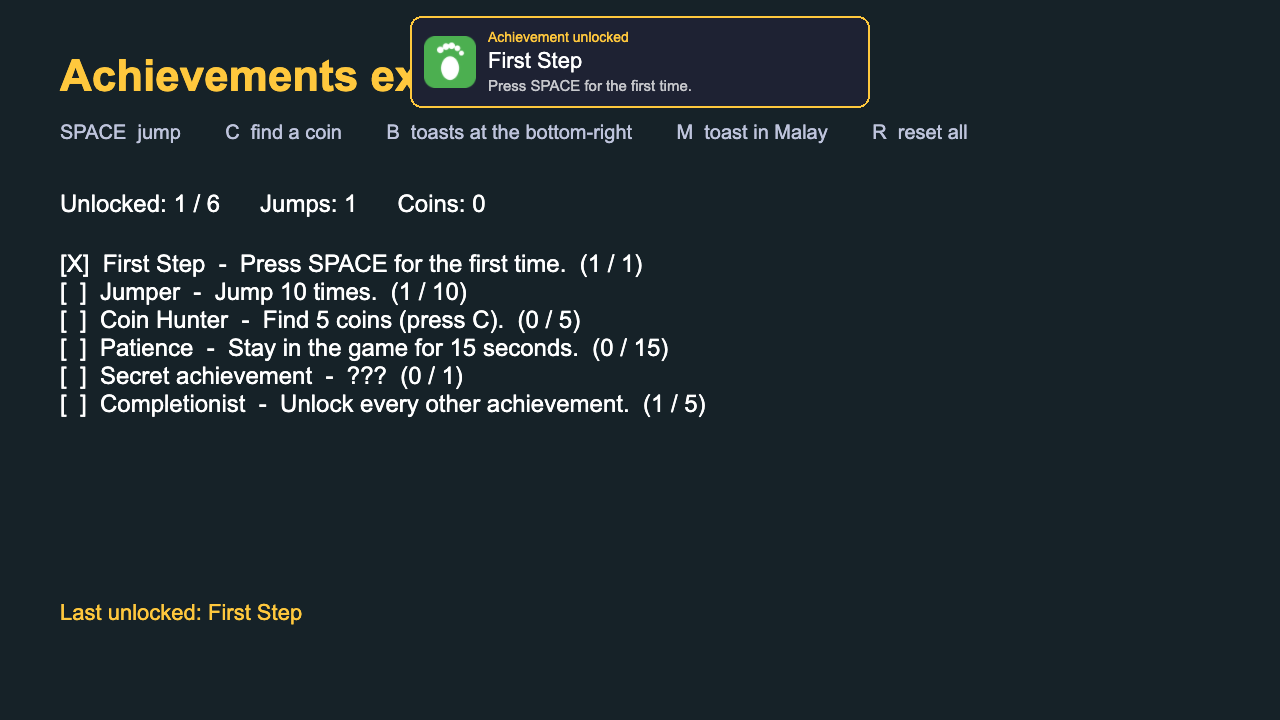 Achievement unlocked
First Step
Press SPACE for the first time.
Achievements
SPACE  jump  C  find a coin  B  toasts at the bottom-right  M  toast in Malay  R  reset all
Unlocked: 1 / 6  Jumps: 1  Coins: 0
[X]  First Step  -  Press SPACE for the first time.  (1 / 1)
[ ]  Jumper  -  Jump 10 times.  (1 / 10)
[ ]  Coin Hunter  -  Find 5 coins (press C).  (0 / 5)
[ ]  Patience  -  Stay in the game for 15 seconds.  (0 / 15)
[ ]  Secret achievement  -  ???  (0 / 1)
[ ]  Completionist  -  Unlock every other achievement.  (1 / 5)
Last unlocked: First Step